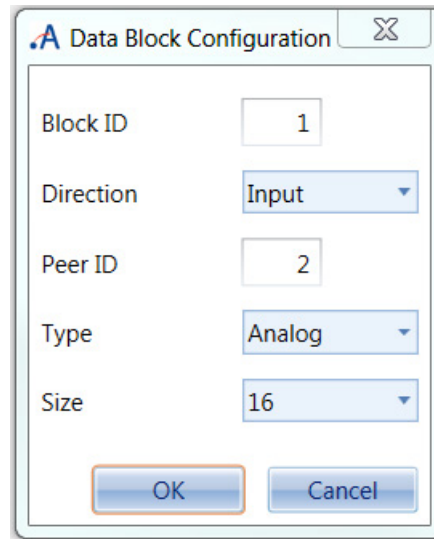 Data Block Configuration
Block ID 1
Direction Input
Peer ID 2
Type Analog
Size 16
OK Cancel